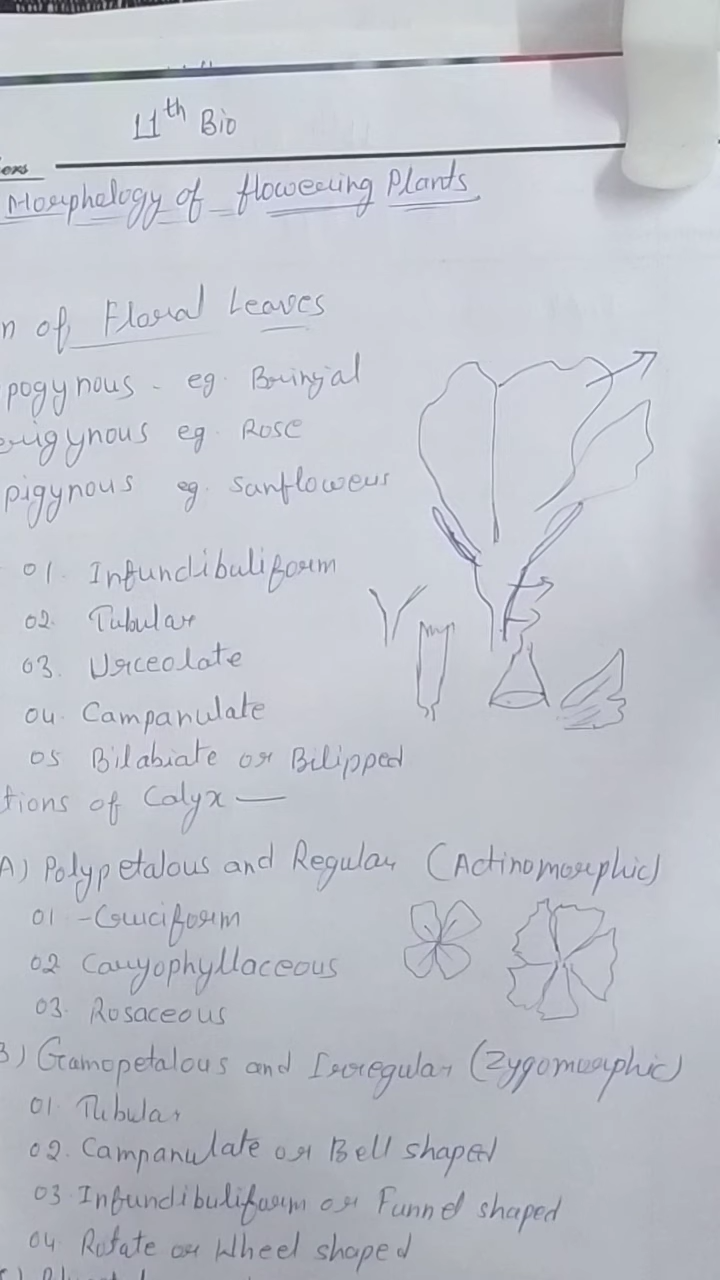 11th Bio
ers
Morphology of flowering Plants
n of Floral Leaves
pogynous - eg. Brinjal
erigynous eg. Rose
pigynous eg. Sanflower
01. Infundibuliform
02. Tubular
03. Urceolate
04. Campanulate
05 Bilabiate or Bilipped
tions of Calyx —
A) Polypetalous and Regular (Actinomorphic)
01 - Cruciform
02 Caryophyllaceous
03. Rosaceous
B) Gamopetalous and Irregular (Zygomorphic)
01. Tubular
02. Campanulate or Bell shaped
03 Infundibuliform or Funnel shaped
04 Rotate or Wheel shaped